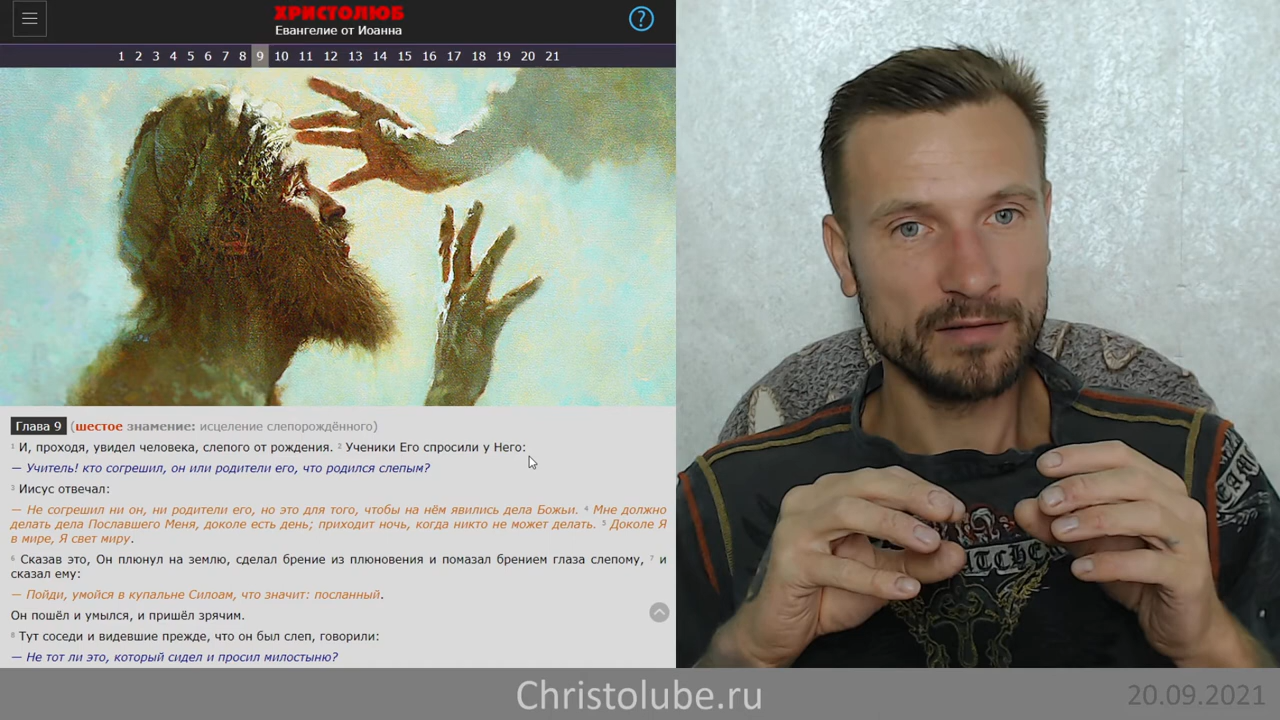 ХРИСТОЛЮБ
Евангелие от Иоанна
?
1 2 3 4 5 6 7 8 9 10 11 12 13 14 15 16 17 18 19 20 21
Глава 9 (шестое знамение: исцеление слепорождённого)
1 И, проходя, увидел человека, слепого от рождения. 2 Ученики Его спросили у Него:
— Учитель! кто согрешил, он или родители его, что родился слепым?
3 Иисус отвечал:
— Не согрешил ни он, ни родители его, но это для того, чтобы на нём явились дела Божьи. 4 Мне должно
делать дела Пославшего Меня, доколе есть день; приходит ночь, когда никто не может делать. 5 Доколе Я
в мире, Я свет миру.
6 Сказав это, Он плюнул на землю, сделал брение из плюновения и помазал брением глаза слепому, 7 и
сказал ему:
— Пойди, умойся в купальне Силоам, что значит: посланный.
Он пошёл и умылся, и пришёл зрячим.
8 Тут соседи и видевшие прежде, что он был слеп, говорили:
— Не тот ли это, который сидел и просил милостыню?
Christolube.ru
20.09.2021